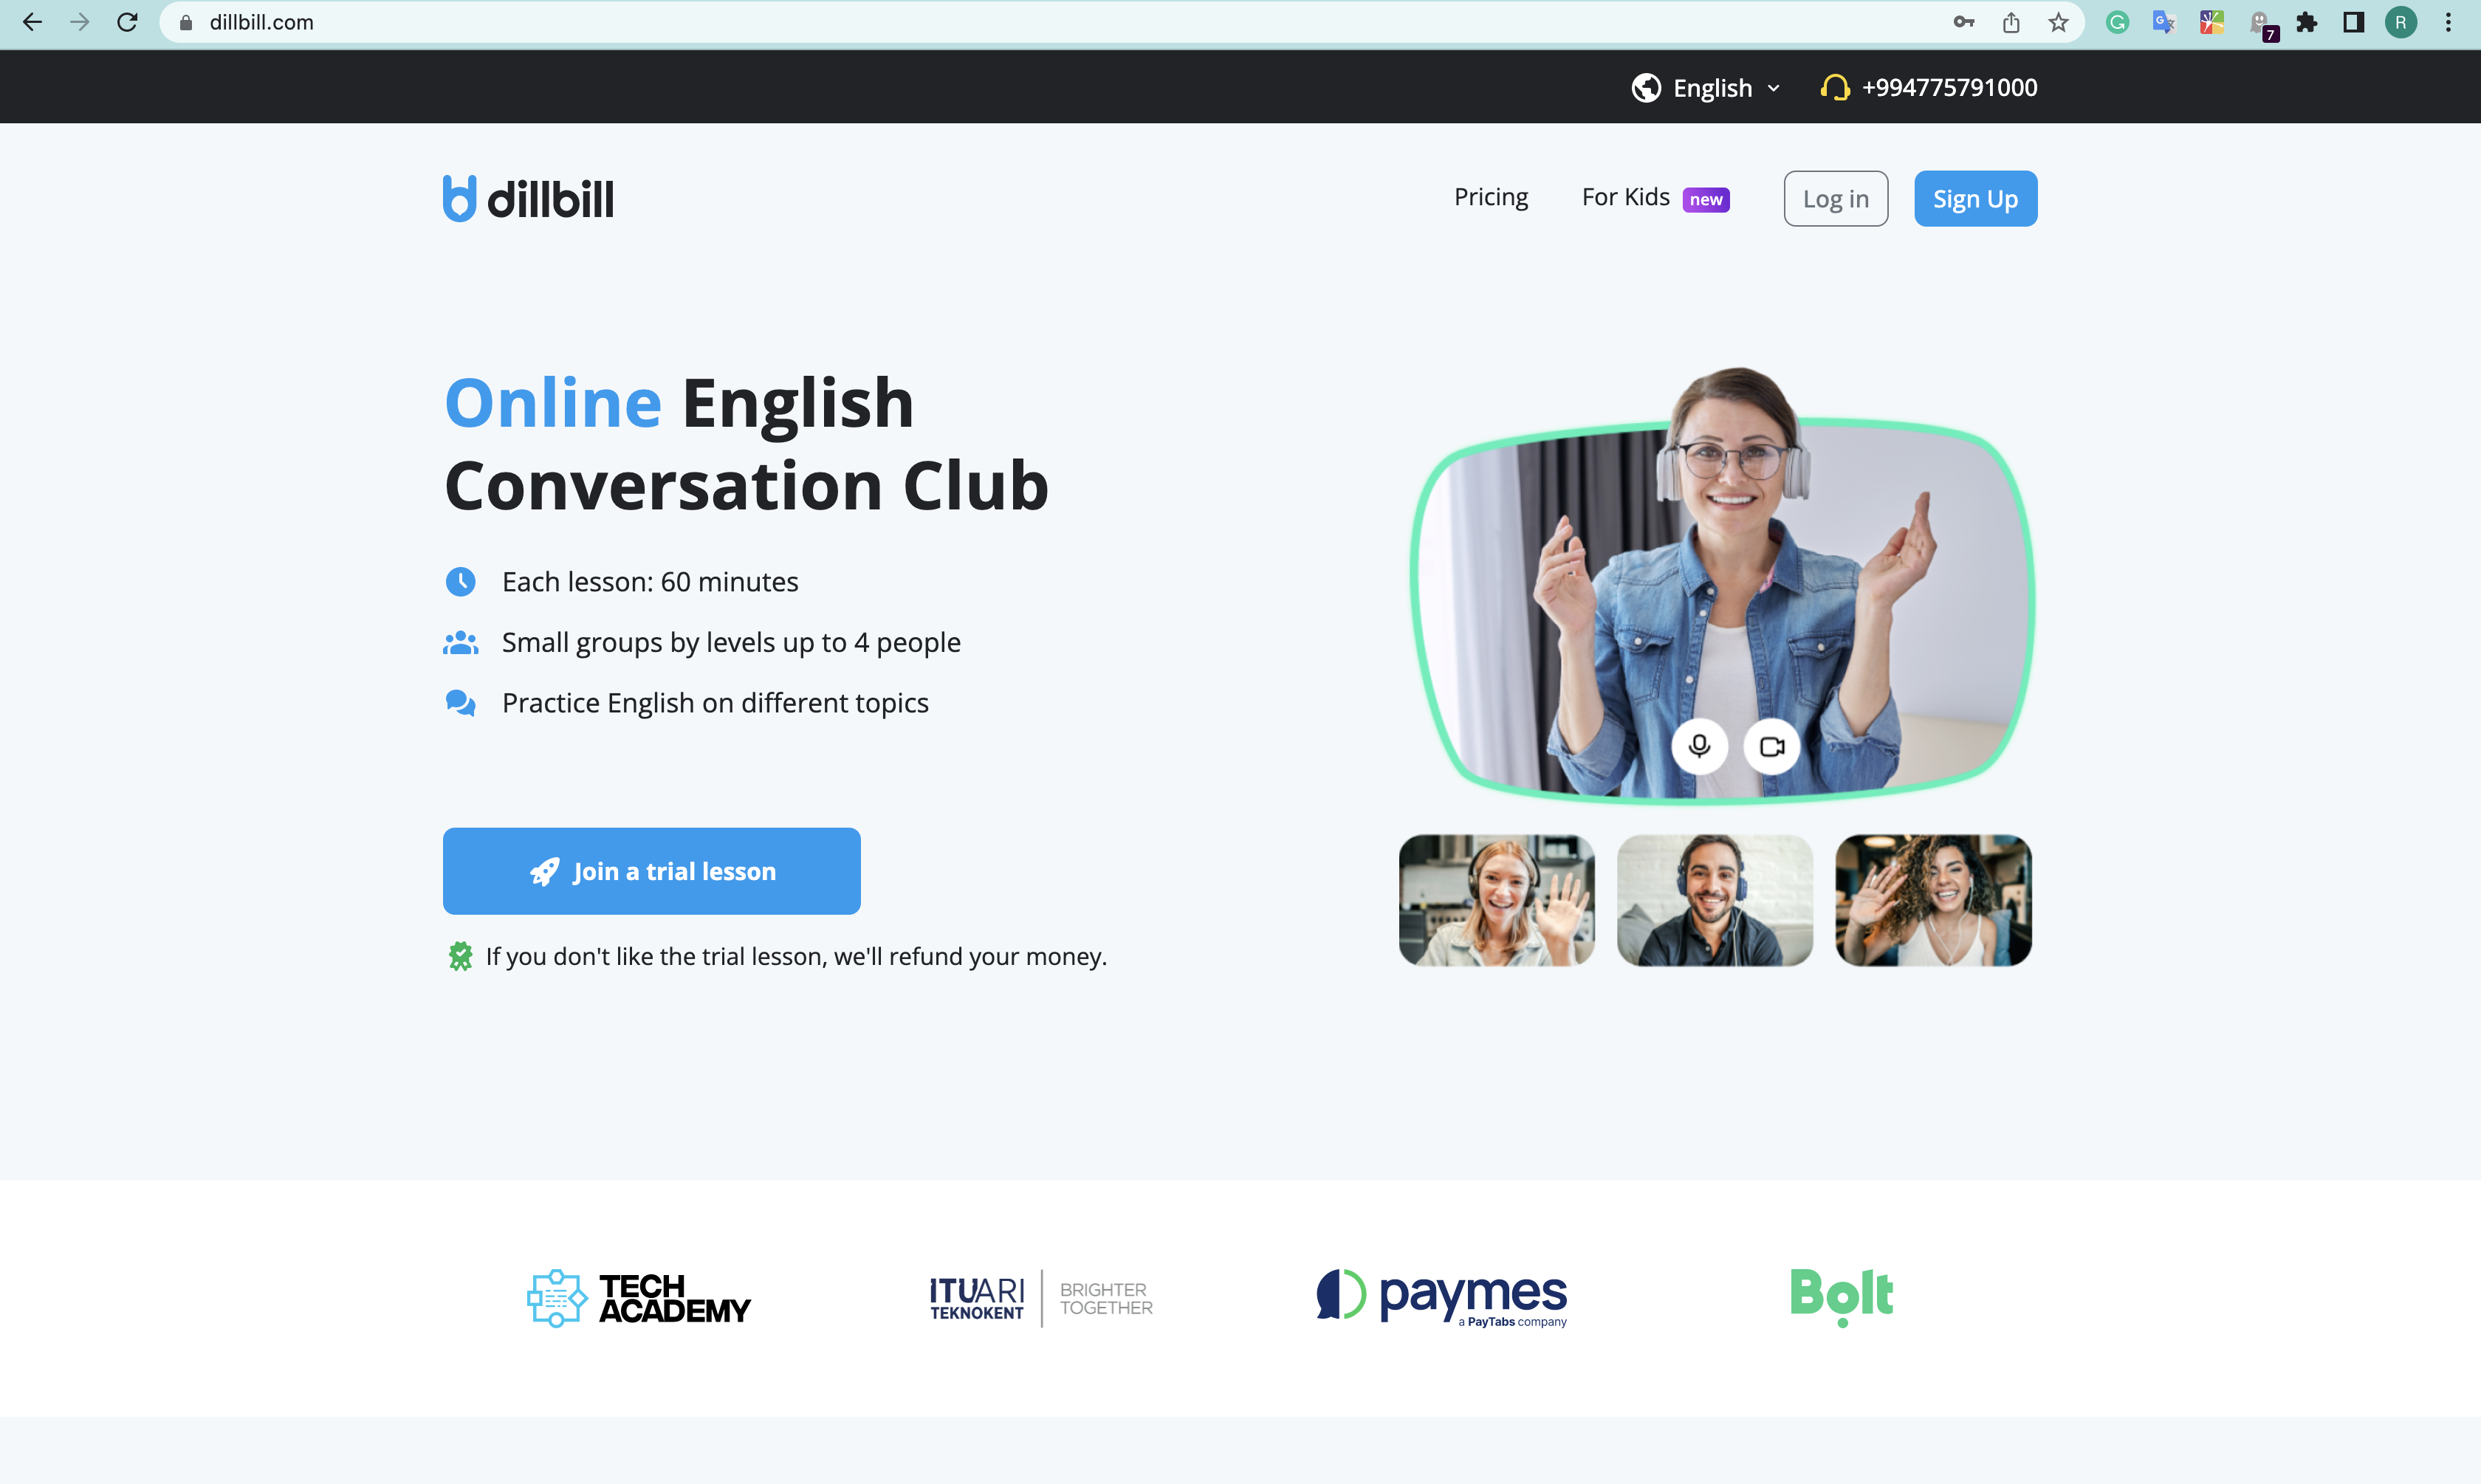 dillbill.com
7
R
English
+994775791000
dillbill
Pricing
For Kids new
Log in
Sign Up
Online English
Conversation Club
Each lesson: 60 minutes
Small groups by levels up to 4 people
Practice English on different topics
Join a trial lesson
If you don't like the trial lesson, we'll refund your money.
TECH
ACADEMY
ITUARI
TEKNOKENT
BRIGHTER
TOGETHER
paymes
a PayTabs company
Bolt